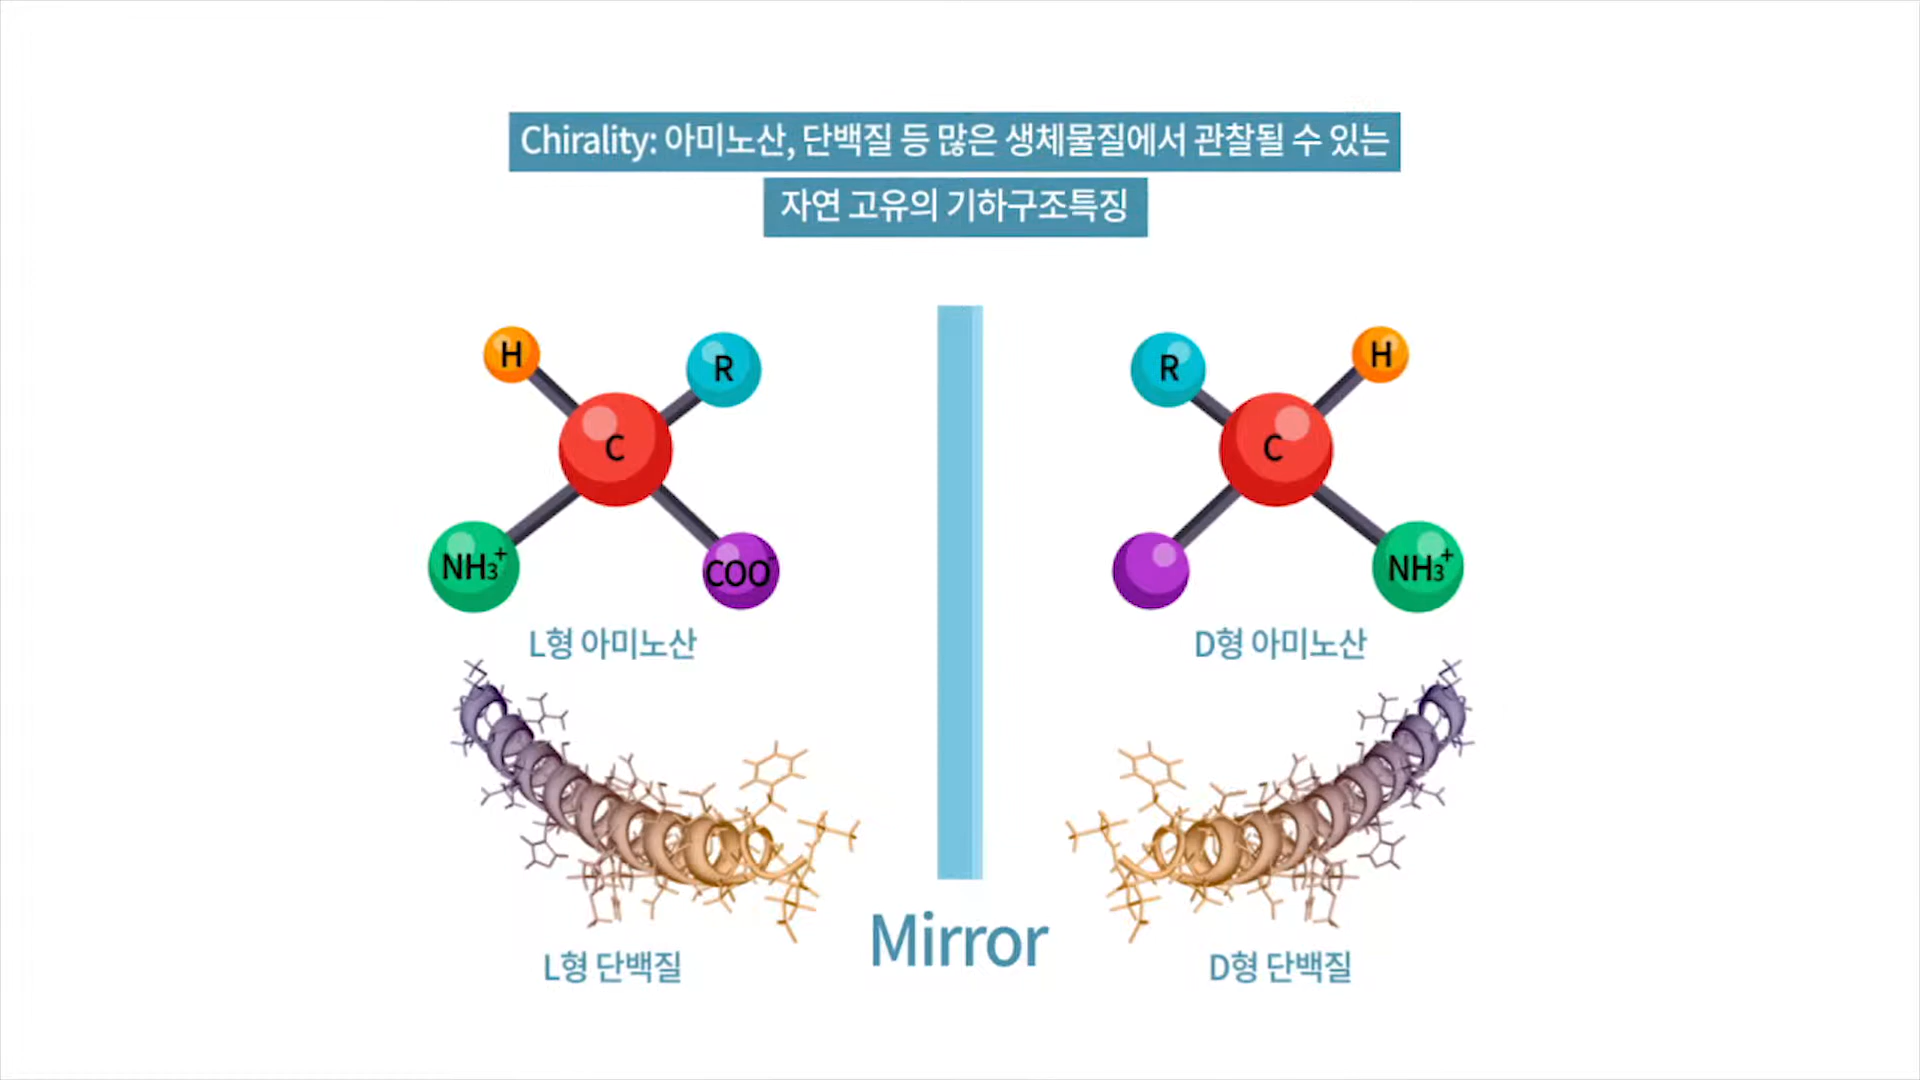 Chirality: 아미노산, 단백질 등 많은 생체물질에서 관찰될 수 있는
자연 고유의 기하구조특징
H
R
R
H
C
C
NH₃⁺
COO⁻
NH₃⁺
L형 아미노산
D형 아미노산
Mirror
L형 단백질
D형 단백질